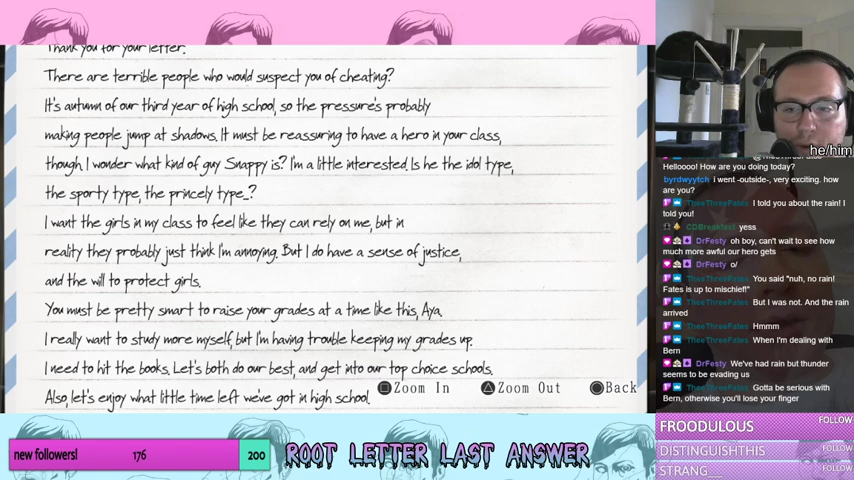 Thank you for your letter.
There are terrible people who would suspect you of cheating?
It's autumn of our third year of high school, so the pressure's probably
making people jump at shadows. It must be reassuring to have a hero in your class,
though I wonder what kind of guy Snappy is? I'm a little interested. Is he the idol type,
the sporty type, the princely type...?
I want the girls in my class to feel like they can rely on me, but in
reality they probably just think I'm annoying. But I do have a sense of justice,
and the will to protect girls.
You must be pretty smart to raise your grades at a time like this, Aya.
I really want to study more myself, but I'm having trouble keeping my grades up.
I need to hit the books. Let's both do our best, and get into our top choice schools.
Also, let's enjoy what little time left we've got in high school.
Zoom In Zoom Out Back
new followers! 176 200
ROOT LETTER LAST ANSWER
he/him
Helloooo! How are you doing today?
byrdwytch: i went -outside-, very exciting. how
are you?
TheeThreeFates: I told you about the rain! I
told you!
CDBreakfast: yess
DrFesty: oh boy, can't wait to see how
much more awful our hero gets
DrFesty: o/
TheeThreeFates: You said "nuh, no rain!
Fates is up to mischief!"
TheeThreeFates: But I was not. And the rain
arrived
TheeThreeFates: Hmmm
TheeThreeFates: When I'm dealing with
Bern
DrFesty: We've had rain but thunder
seems to be evading us
TheeThreeFates: Gotta be serious with
Bern, otherwise you'll lose your finger
FROODULOUS FOLLOW
DISTINGUISHTHIS FOLLOW
STRANG__ FOLLOW